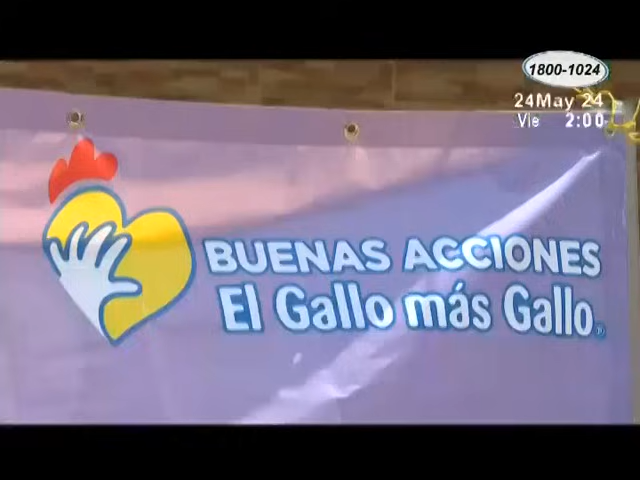 1800-1024
24May 24
Vie 2:00
BUENAS ACCIONES
El Gallo más Gallo®